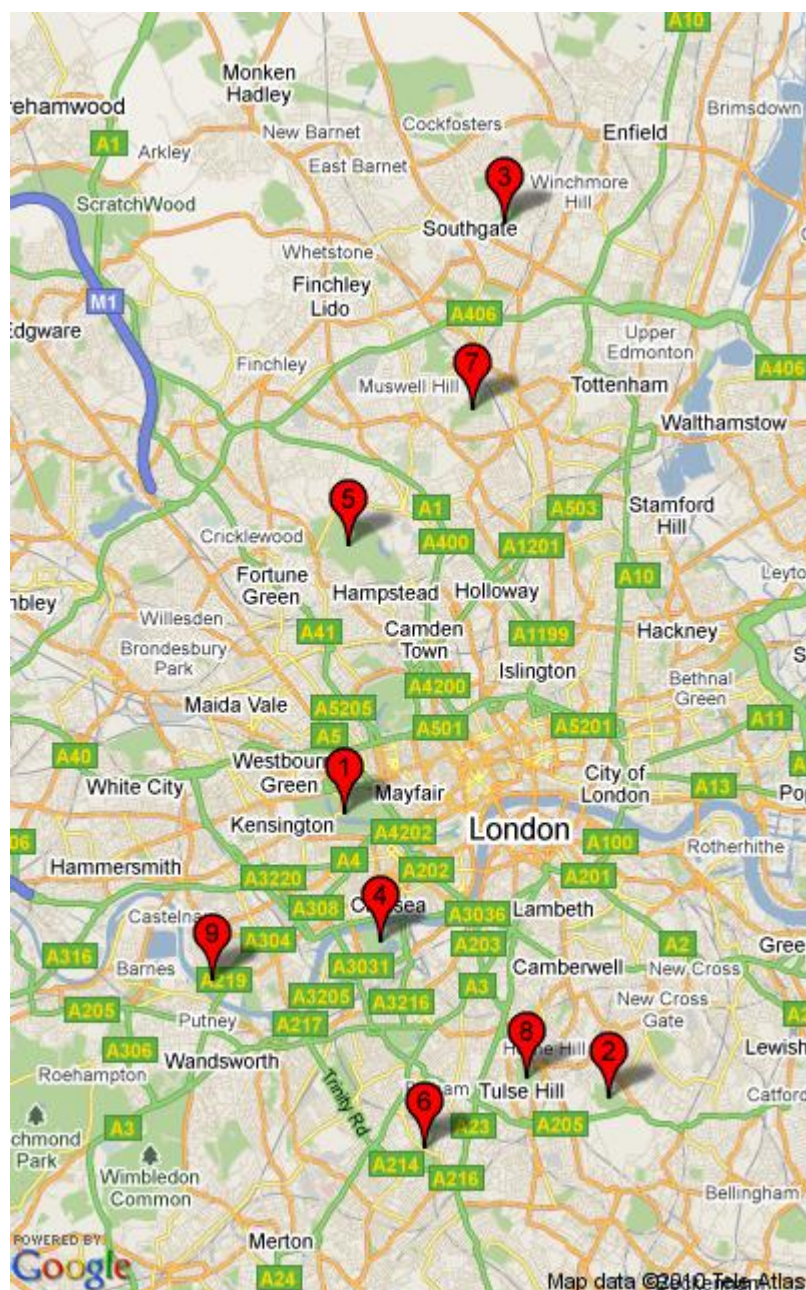 A10
Monken
Hadley
rehamwood
Cockfosters
Brimsdown
New Barnet
Enfield
A1
Arkley
East Barnet
3
Winchmore
Hill
ScratchWood
Southgate
Whetstone
Finchley
Lido
M1
A406
Edgware
Upper
Edmonton
Finchley
A406
7
Muswell Hill
Tottenham
Walthamstow
5
A1
A503
Stamford
Hill
Cricklewood
A400
A1201
Fortune
Green
A10
Leyto
Hampstead
Holloway
mbley
Willesden
A41
Camden
Town
A1199
Hackney
Brondesbury
Park
Islington
Bethnal
Green
A4200
Maida Vale
A5205
A501
A5201
A11
A5
A40
Westbourn
Green
White City
1
Mayfair
City of
London
A13
Kensington
A4202
London
06
A100
Rotherhithe
A4
Hammersmith
A202
A3220
A201
4
A308
Lambeth
Castelnau
A3036
9
A304
A203
A2
Gree
A316
Barnes
A219
A3031
Camberwell
New Cross
A3
A205
A3205
A3216
New Cross
Gate
Putney
A217
8
A306
Wandsworth
2
Lewish
Roehampton
Trinity Rd
Tulse Hill
Catford
6
A3
A23
A205
chmond
Park
Wimbledon
Common
A214
A216
Bellingham
POWERED BY
Google
Merton
A24
Map data ©2010 Tele Atlas